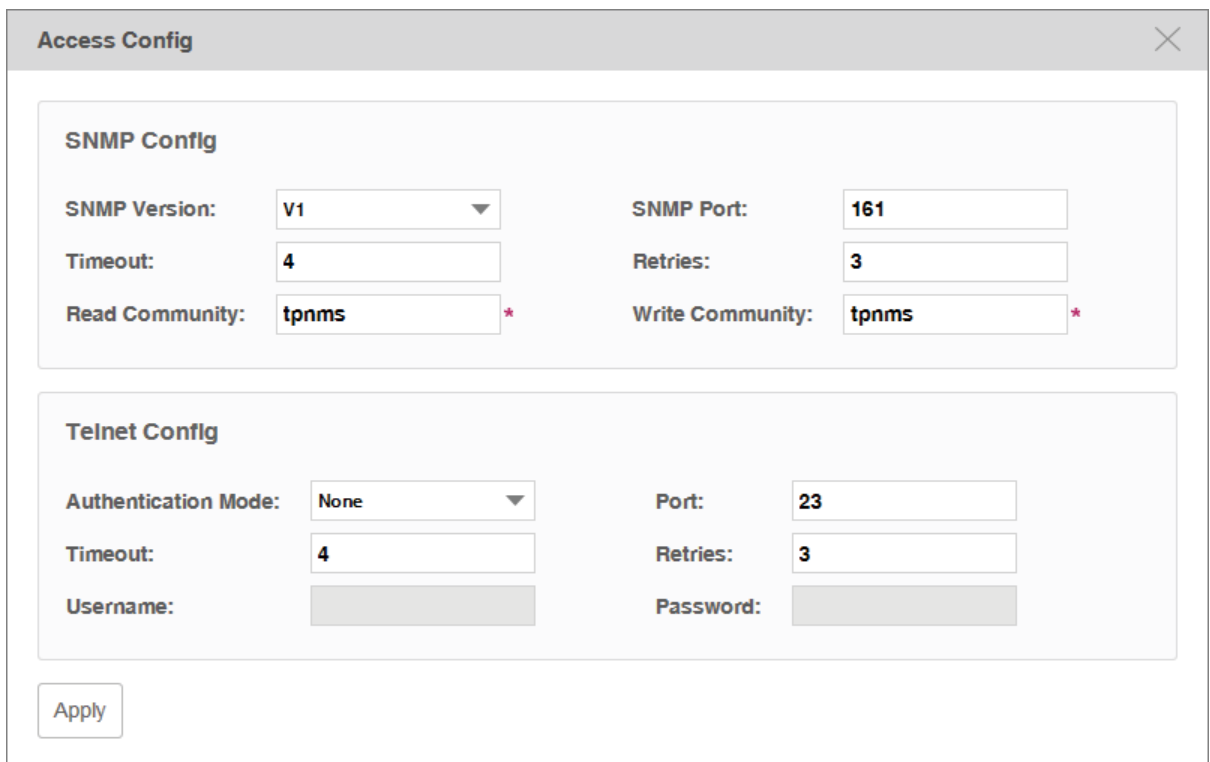 Access Config
SNMP Config
SNMP Version: V1 SNMP Port: 161
Timeout: 4 Retries: 3
Read Community: tpnms * Write Community: tpnms *
Telnet Config
Authentication Mode: None Port: 23
Timeout: 4 Retries: 3
Username: Password:
Apply